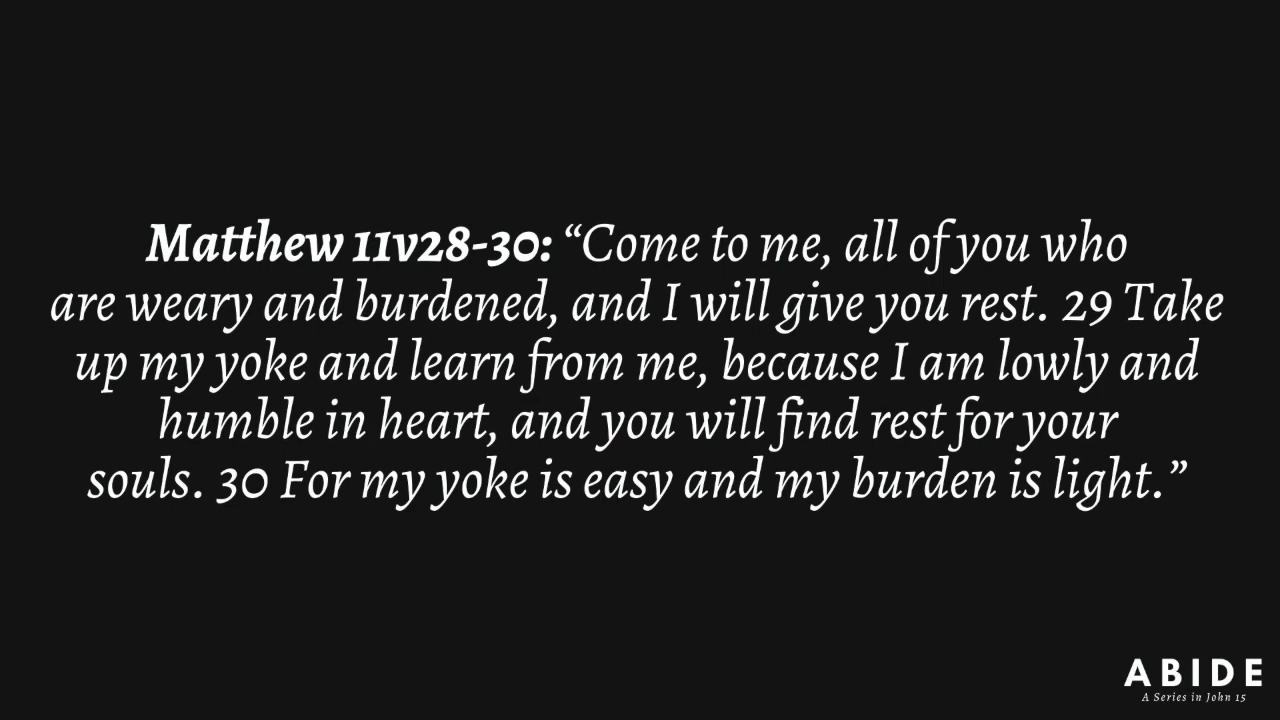 Matthew 11v28-30: “Come to me, all of you who
are weary and burdened, and I will give you rest. 29 Take
up my yoke and learn from me, because I am lowly and
humble in heart, and you will find rest for your
souls. 30 For my yoke is easy and my burden is light.”
ABIDE
A Series in John 15